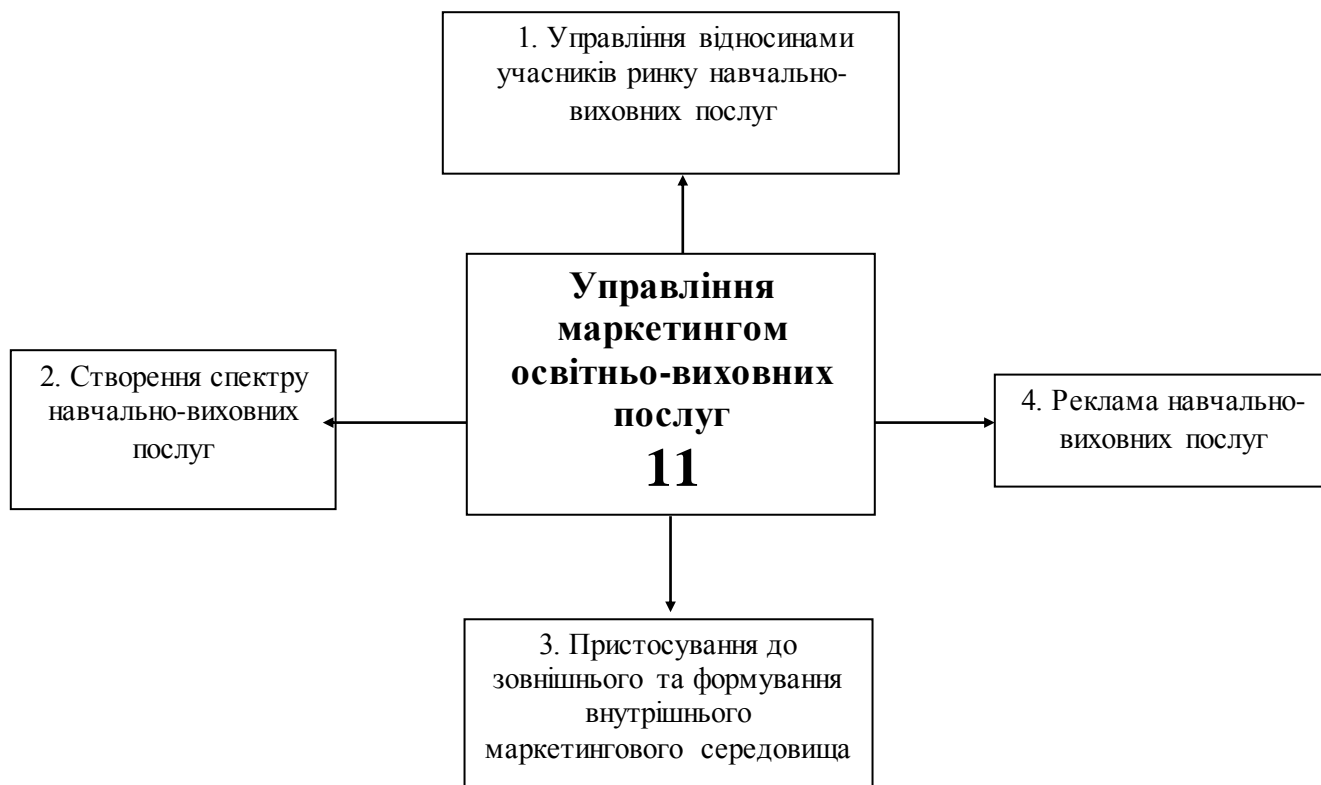 1. Управління відносинами
учасників ринку навчально-
виховних послуг
Управління
маркетингом
освітньо-виховних
послуг
11
2. Створення спектру
навчально-виховних
послуг
4. Реклама навчально-
виховних послуг
3. Пристосування до
зовнішнього та формування
внутрішнього
маркетингового середовища